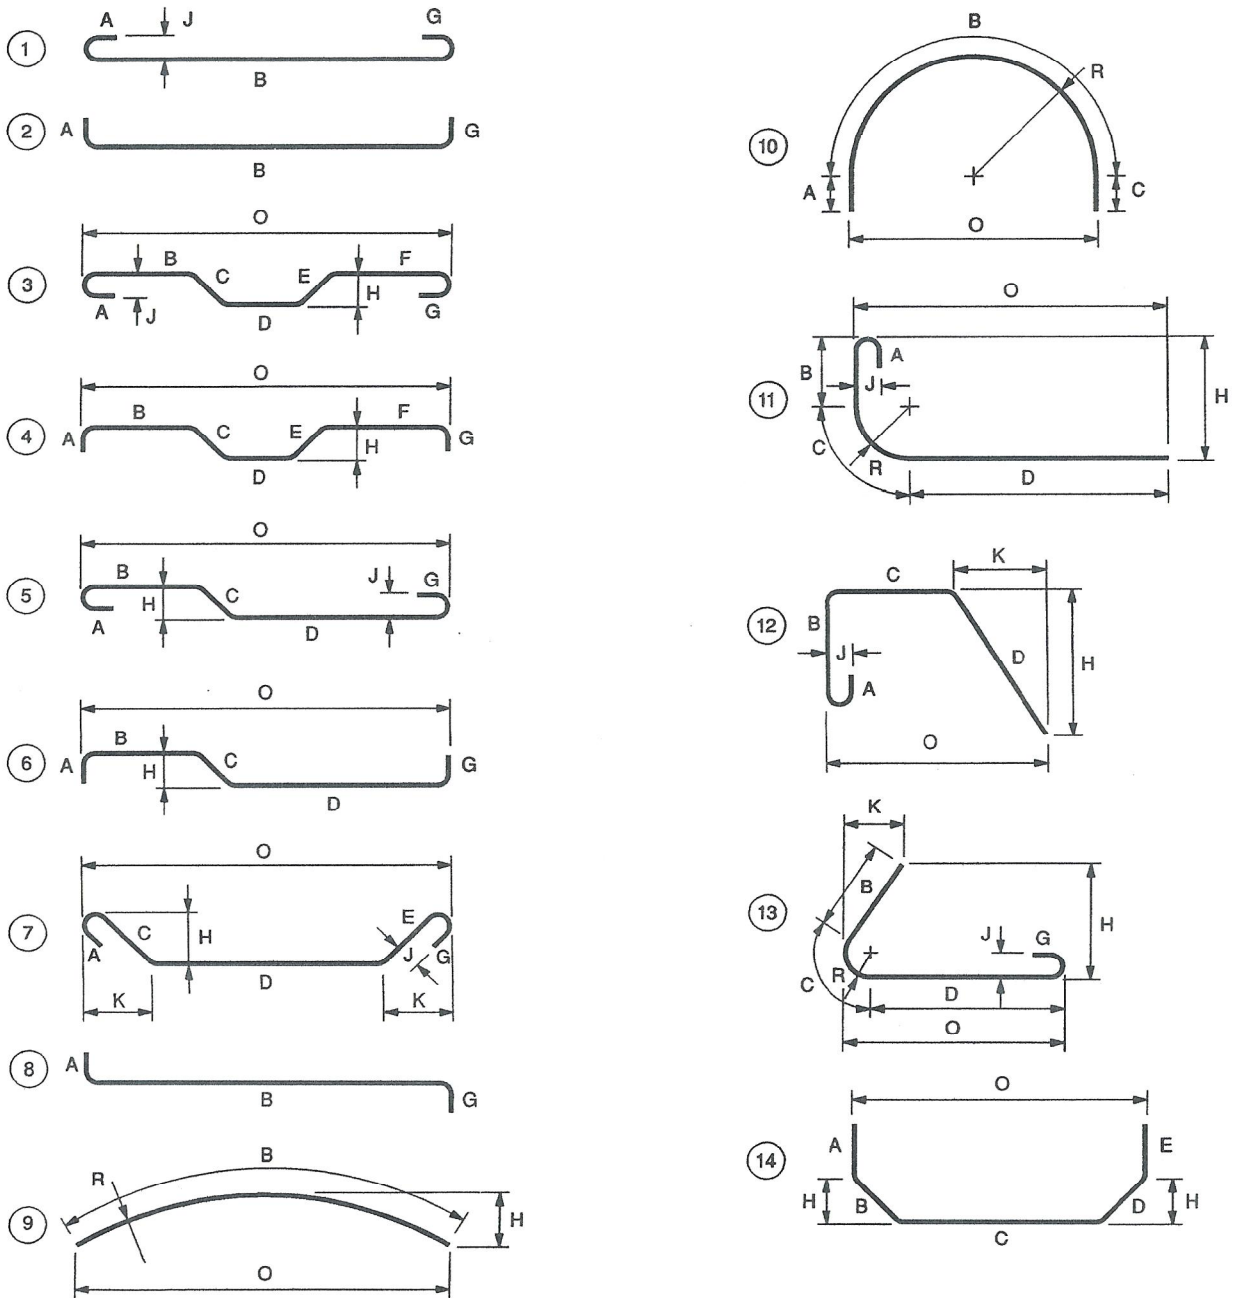 A J G
1
B
2 A G
B
O
B C E F
3 H
A J D G
O
B C E F
4 A H G
D
O
B J G
5 H C
A D
O
B
6 A H C G
D
O
E
7 C H
A J G
D
K K
8 A
B G
B
R
9 H
O
B
R
10
A C
O
O
A
B J H
11
C R
D
K
C
12 B
J D H
A
O
K
B
13 H
J G
R
C D
O
O
A E
14
H B D H
C